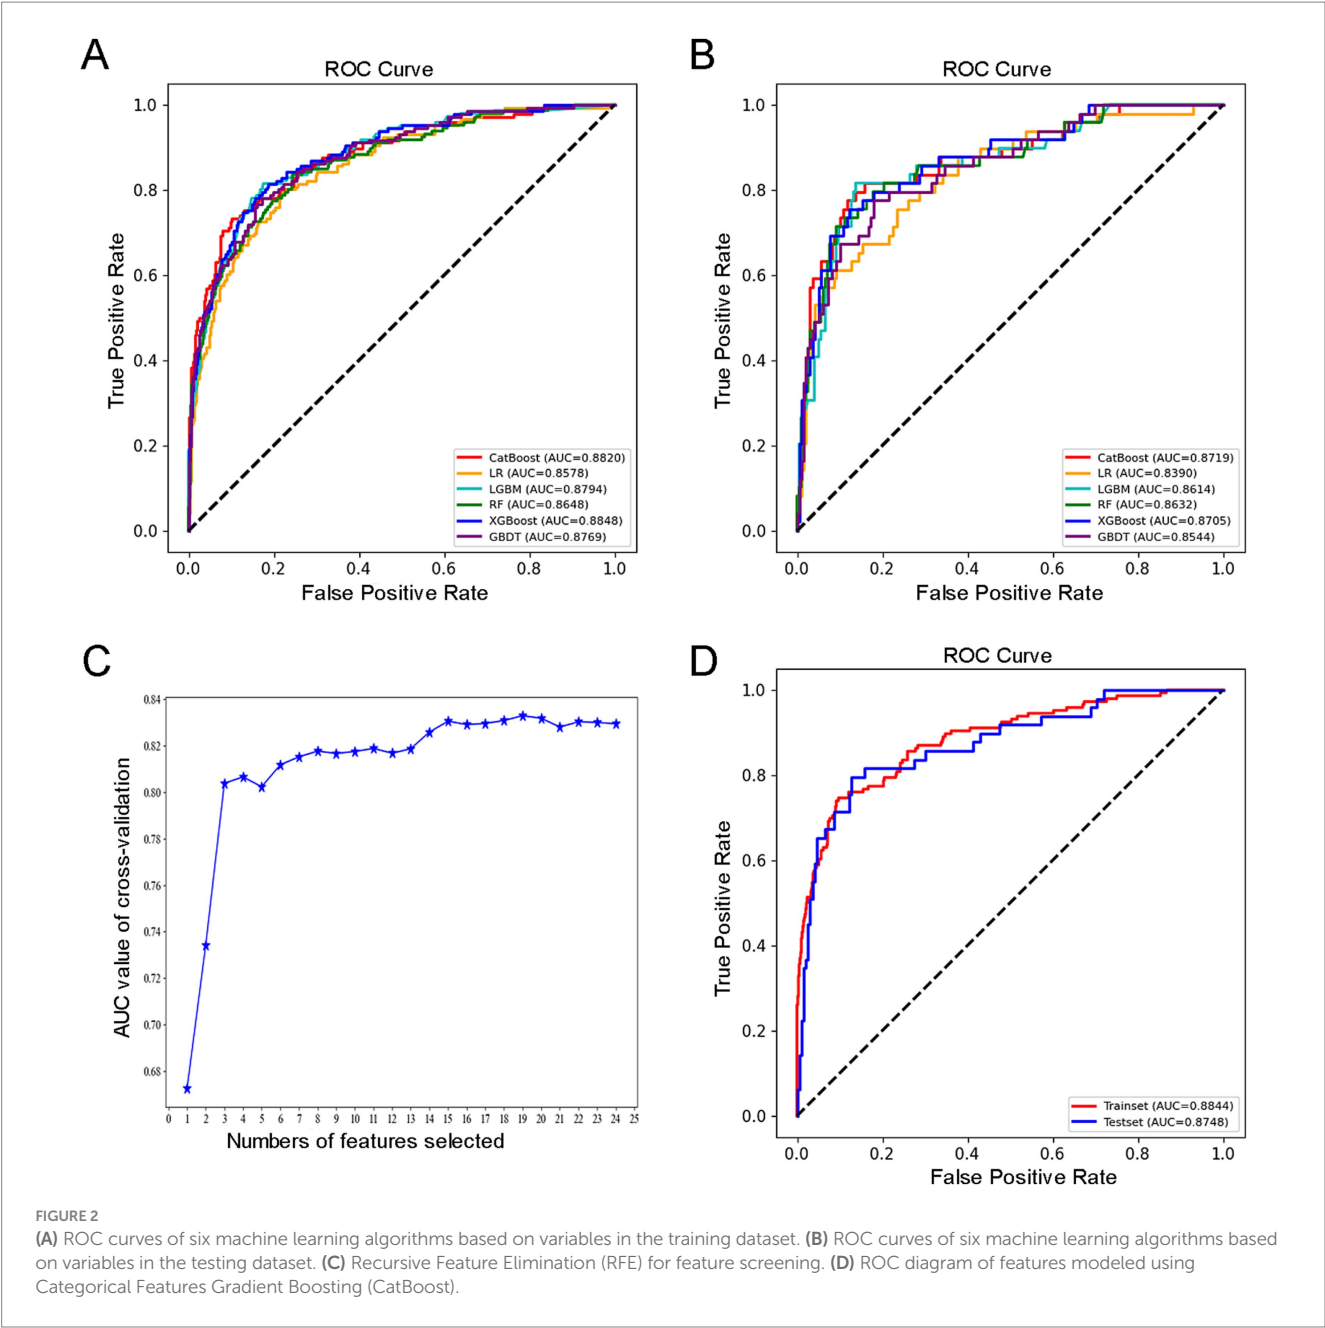 A
ROC Curve
True Positive Rate
1.0
0.8
0.6
0.4
0.2
0.0
0.0 0.2 0.4 0.6 0.8 1.0
False Positive Rate
CatBoost (AUC=0.8820)
LR (AUC=0.8578)
LGBM (AUC=0.8794)
RF (AUC=0.8648)
XGBoost (AUC=0.8848)
GBDT (AUC=0.8769)
B
ROC Curve
True Positive Rate
1.0
0.8
0.6
0.4
0.2
0.0
0.0 0.2 0.4 0.6 0.8 1.0
False Positive Rate
CatBoost (AUC=0.8719)
LR (AUC=0.8390)
LGBM (AUC=0.8614)
RF (AUC=0.8632)
XGBoost (AUC=0.8705)
GBDT (AUC=0.8544)
C
AUC value of cross-validation
0.84
0.82
0.80
0.78
0.76
0.74
0.72
0.70
0.68
0 1 2 3 4 5 6 7 8 9 10 11 12 13 14 15 16 17 18 19 20 21 22 23 24 25
Numbers of features selected
D
ROC Curve
True Positive Rate
1.0
0.8
0.6
0.4
0.2
0.0
0.0 0.2 0.4 0.6 0.8 1.0
False Positive Rate
Trainset (AUC=0.8844)
Testset (AUC=0.8748)
FIGURE 2
(A) ROC curves of six machine learning algorithms based on variables in the training dataset. (B) ROC curves of six machine learning algorithms based
on variables in the testing dataset. (C) Recursive Feature Elimination (RFE) for feature screening. (D) ROC diagram of features modeled using
Categorical Features Gradient Boosting (CatBoost).